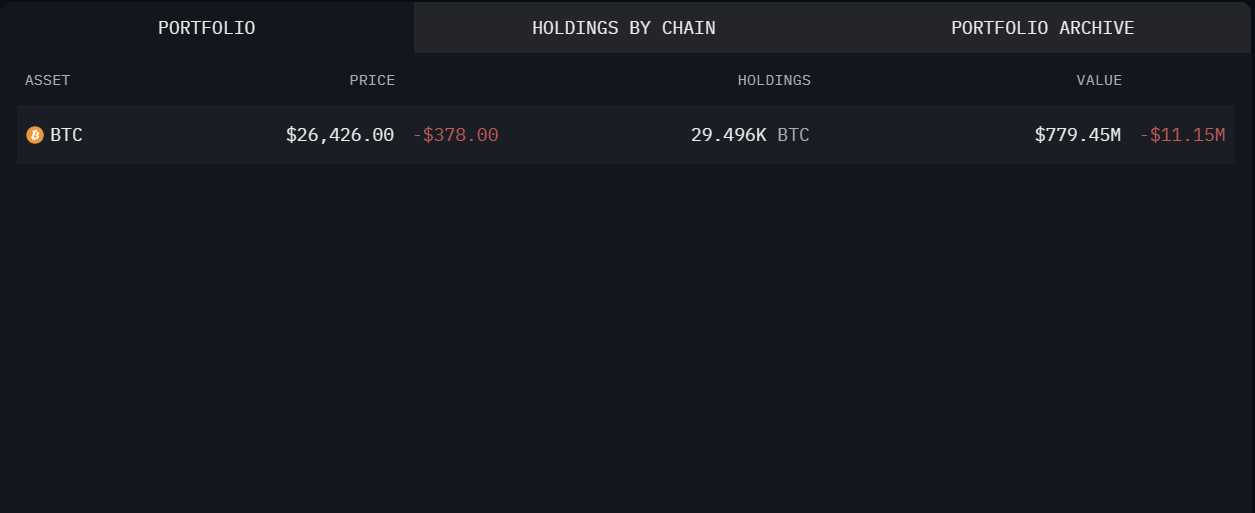 PORTFOLIO HOLDINGS BY CHAIN PORTFOLIO ARCHIVE
ASSET PRICE HOLDINGS VALUE
BTC $26,426.00 -$378.00 29.496K BTC $779.45M -$11.15M